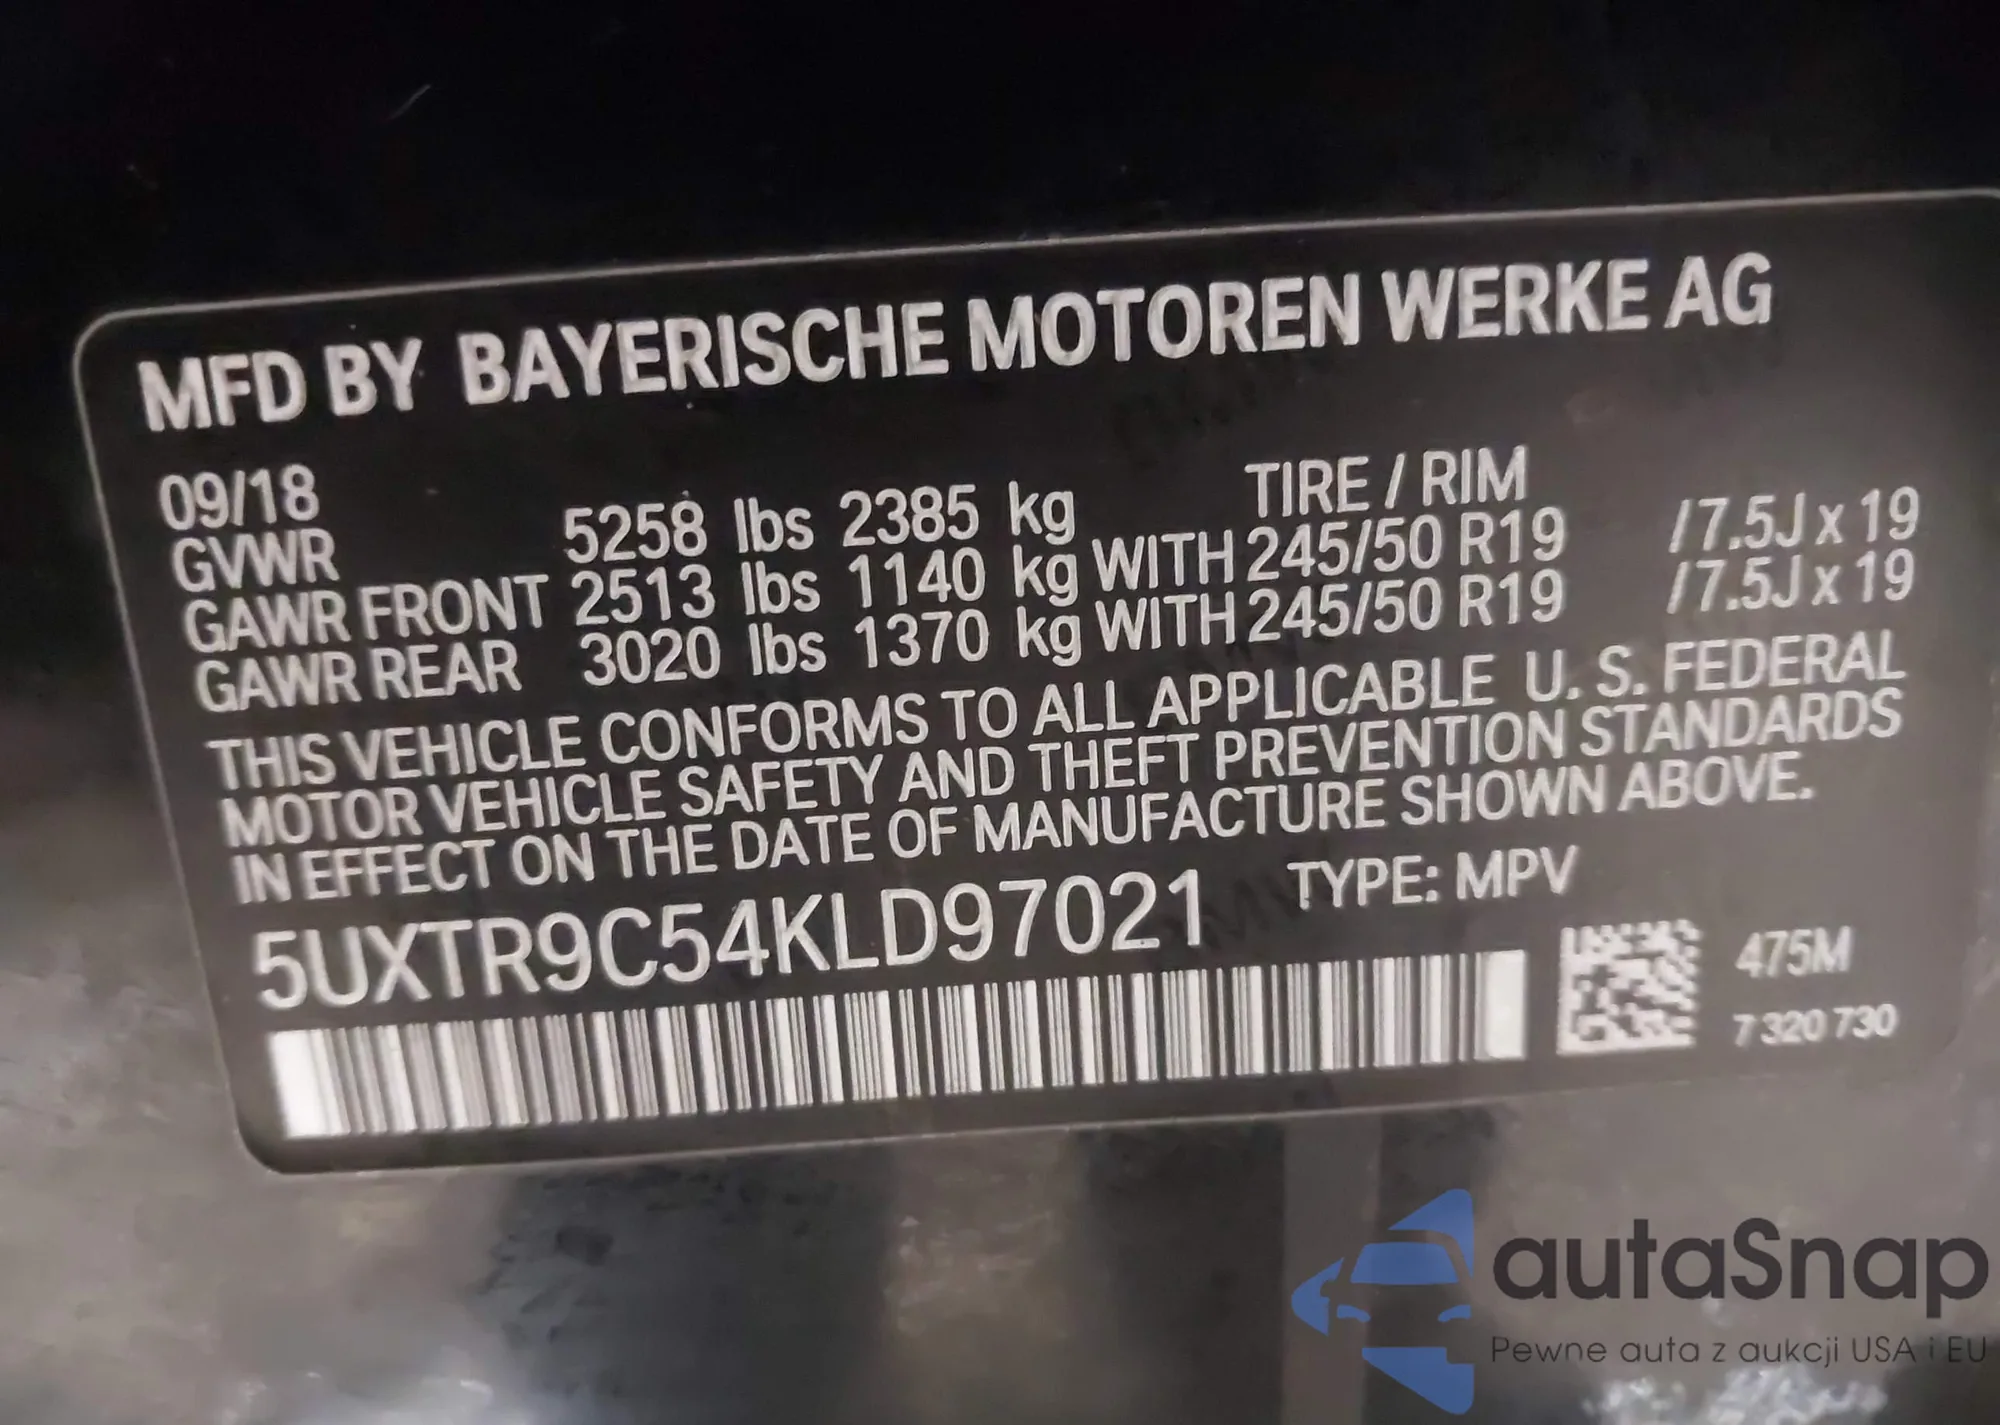 MFD BY BAYERISCHE MOTOREN WERKE AG
09/18 TIRE / RIM
GVWR 5258 lbs 2385 kg
GAWR FRONT 2513 lbs 1140 kg WITH 245/50 R19 /7.5J x 19
GAWR REAR 3020 lbs 1370 kg WITH 245/50 R19 /7.5J x 19
THIS VEHICLE CONFORMS TO ALL APPLICABLE U. S. FEDERAL
MOTOR VEHICLE SAFETY AND THEFT PREVENTION STANDARDS
IN EFFECT ON THE DATE OF MANUFACTURE SHOWN ABOVE.
5UXTR9C54KLD97021 TYPE: MPV
475M
7 320 730
autaSnap
Pewne auta z aukcji USA i EU